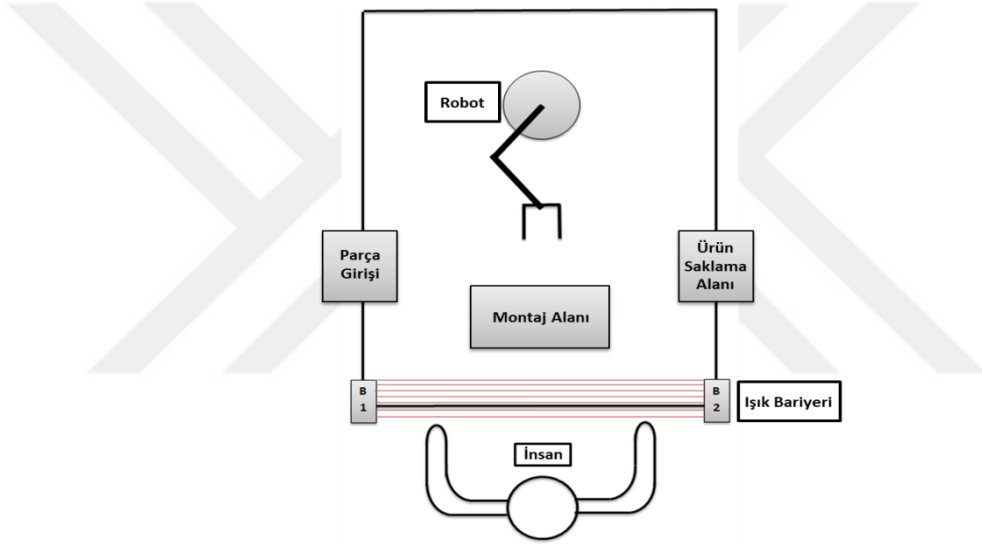 Robot
Parça
Girişi
Ürün
Saklama
Alanı
Montaj Alanı
B
1
B
2
Işık Bariyeri
İnsan